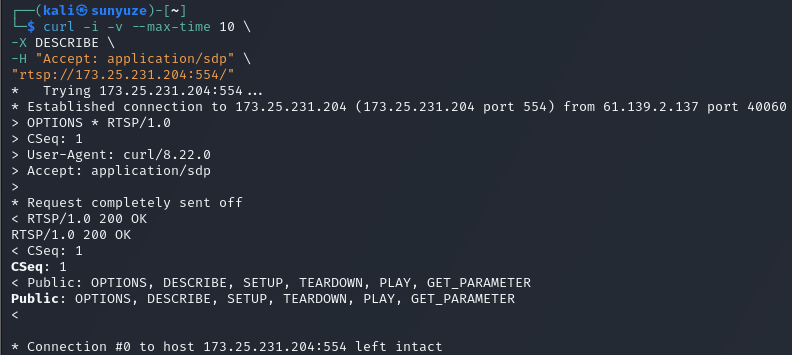 ┌──(kali㉿sunyuze)-[~]
└─$ curl -i -v --max-time 10 \
-X DESCRIBE \
-H "Accept: application/sdp" \
"rtsp://173.25.231.204:554/"
*   Trying 173.25.231.204:554...
* Established connection to 173.25.231.204 (173.25.231.204 port 554) from 61.139.2.137 port 40060
> OPTIONS * RTSP/1.0
> CSeq: 1
> User-Agent: curl/8.22.0
> Accept: application/sdp
>
* Request completely sent off
< RTSP/1.0 200 OK
RTSP/1.0 200 OK
< CSeq: 1
CSeq: 1
< Public: OPTIONS, DESCRIBE, SETUP, TEARDOWN, PLAY, GET_PARAMETER
Public: OPTIONS, DESCRIBE, SETUP, TEARDOWN, PLAY, GET_PARAMETER
<
* Connection #0 to host 173.25.231.204:554 left intact